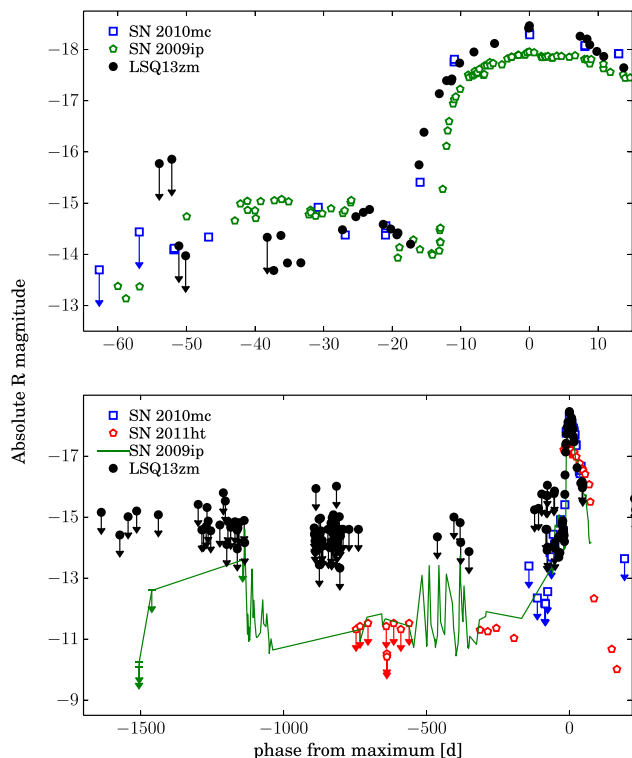 SN 2010mc
SN 2009ip
LSQ13zm
−18
−17
−16
−15
−14
−13
−60
−50
−40
−30
−20
−10
0
10
Absolute R magnitude
SN 2010mc
SN 2011ht
SN 2009ip
LSQ13zm
−17
−15
−13
−11
−9
−1500
−1000
−500
0
phase from maximum [d]